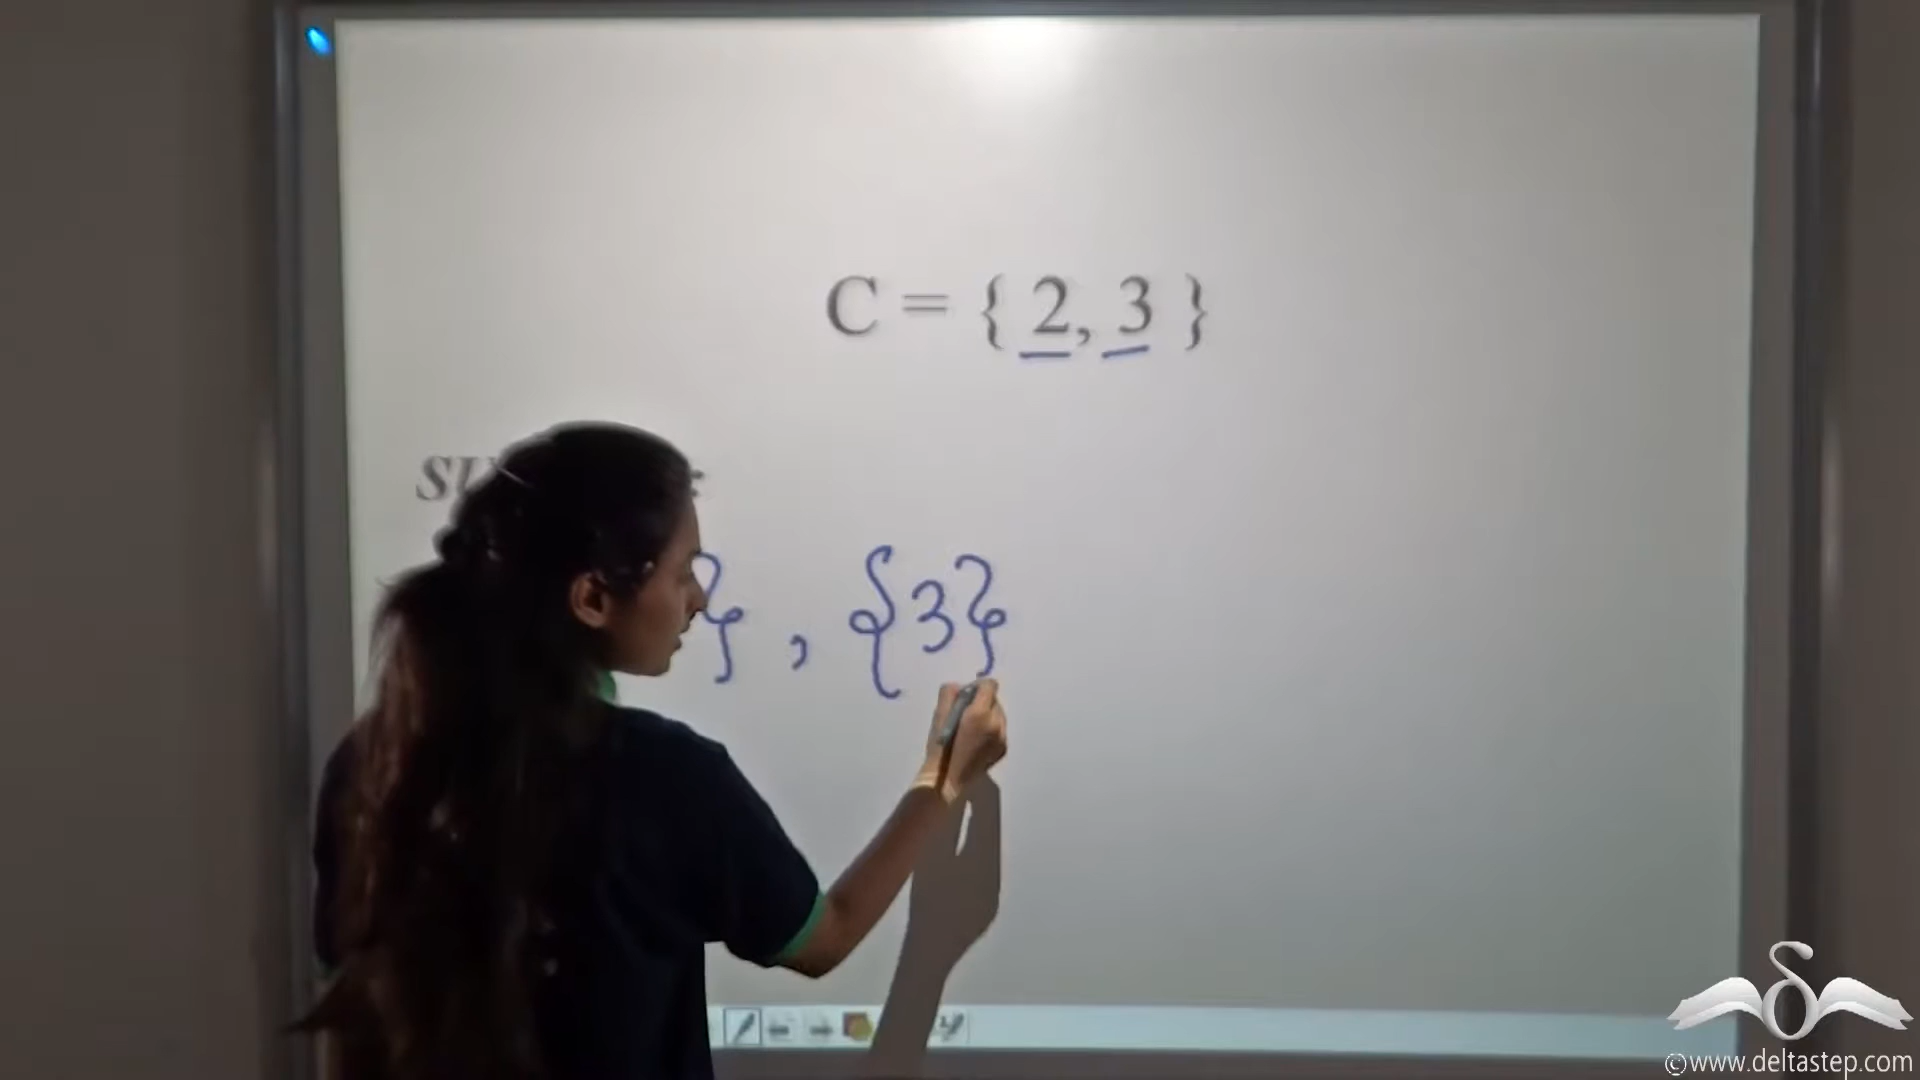 C = { 2, 3 }
} , {3}
©www.deltastep.com